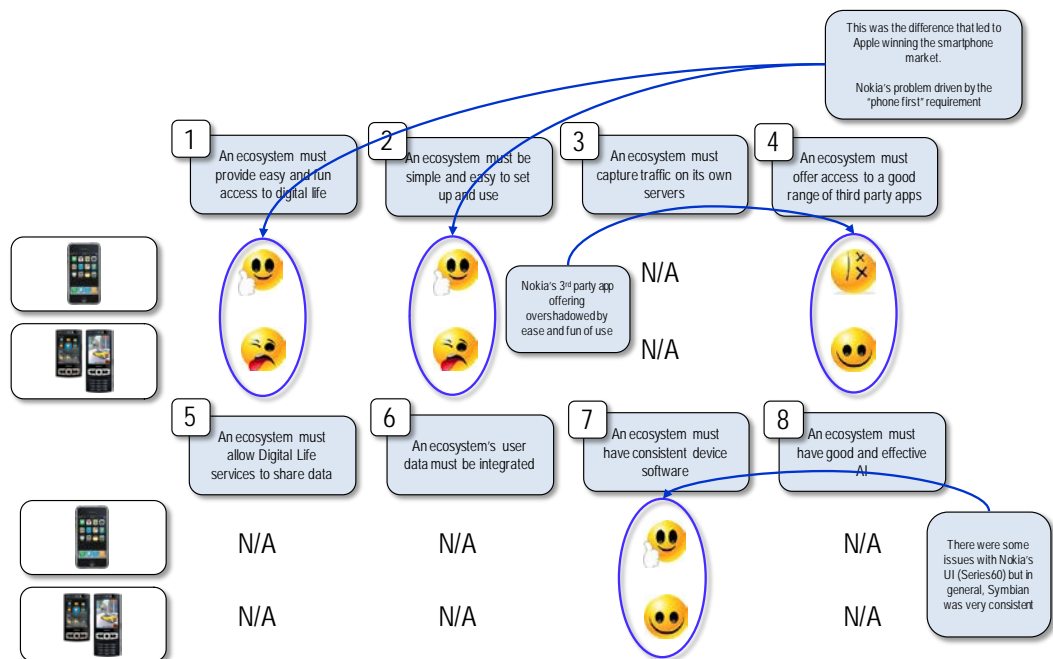 This was the difference that led to
Apple winning the smartphone
market.
Nokia's problem driven by the
"phone first" requirement
1
An ecosystem must
provide easy and fun
access to digital life
2
An ecosystem must be
simple and easy to set
up and use
3
An ecosystem must
capture traffic on its own
servers
4
An ecosystem must
offer access to a good
range of third party apps
N/A
Nokia's 3rd party app
offering
overshadowed by
ease and fun of use
N/A
5
An ecosystem must
allow Digital Life
services to share data
6
An ecosystem's user
data must be integrated
7
An ecosystem must
have consistent device
software
8
An ecosystem must
have good and effective
AI
N/A
N/A
N/A
There were some
issues with Nokia's
UI (Series60) but in
general, Symbian
was very consistent
N/A
N/A
N/A